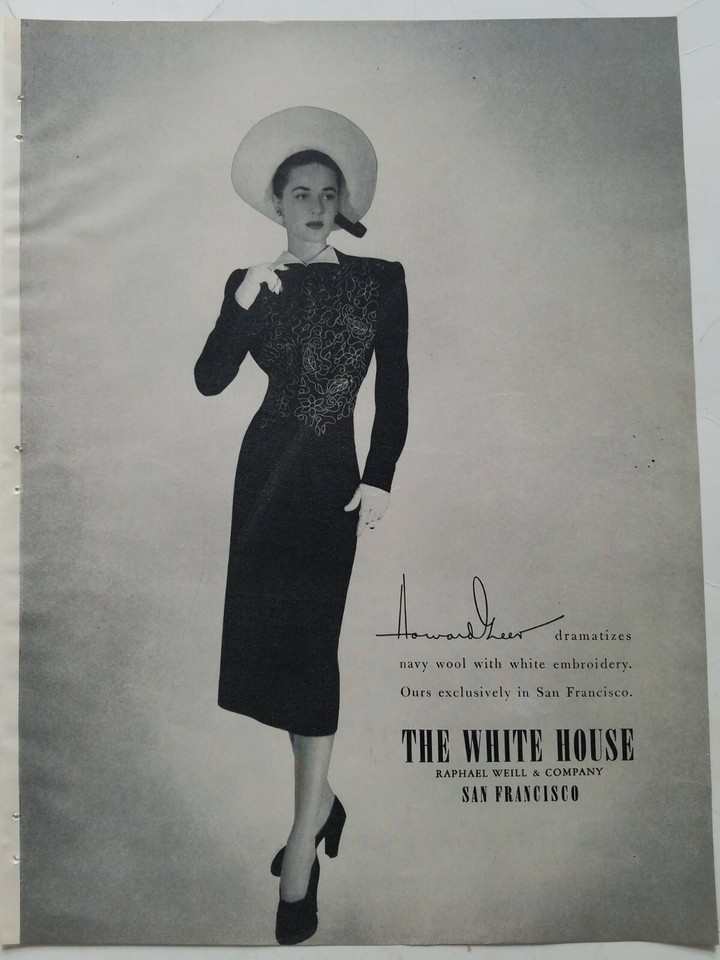 Howard Greer dramatizes
navy wool with white embroidery.
Ours exclusively in San Francisco.
THE WHITE HOUSE
RAPHAEL WEILL & COMPANY
SAN FRANCISCO